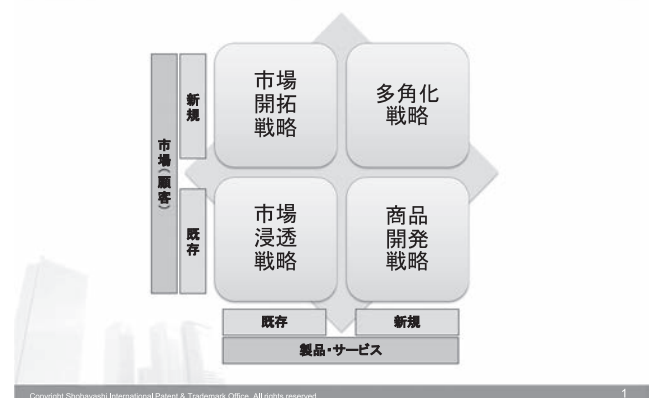 市場
開拓
戦略
多角化
戦略
新規
市場(顧客)
既存
市場
浸透
戦略
商品
開発
戦略
既存
新規
製品・サービス
Copyright Shobayashi International Patent & Trademark Office. All rights reserved
1